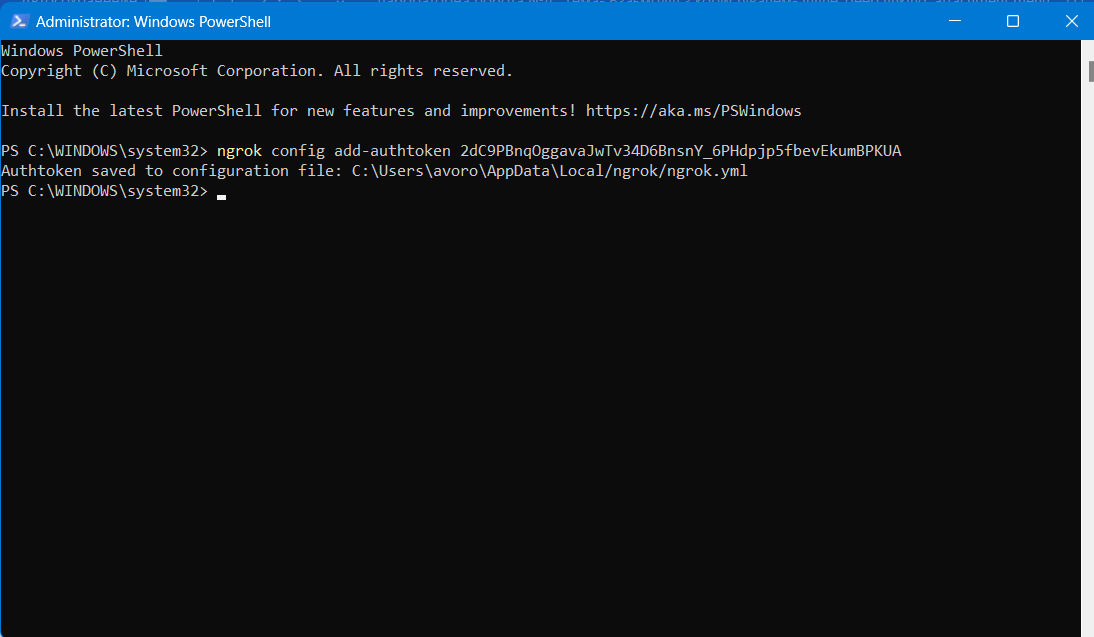 Administrator: Windows PowerShell
Windows PowerShell
Copyright (C) Microsoft Corporation. All rights reserved.
Install the latest PowerShell for new features and improvements! https://aka.ms/PSWindows
PS C:\WINDOWS\system32> ngrok config add-authtoken 2dC9PBnqOggavaJwTv34D6BnsnY_6PHdpjp5fbevEkumBPKUA
Authtoken saved to configuration file: C:\Users\avoro\AppData\Local/ngrok/ngrok.yml
PS C:\WINDOWS\system32>